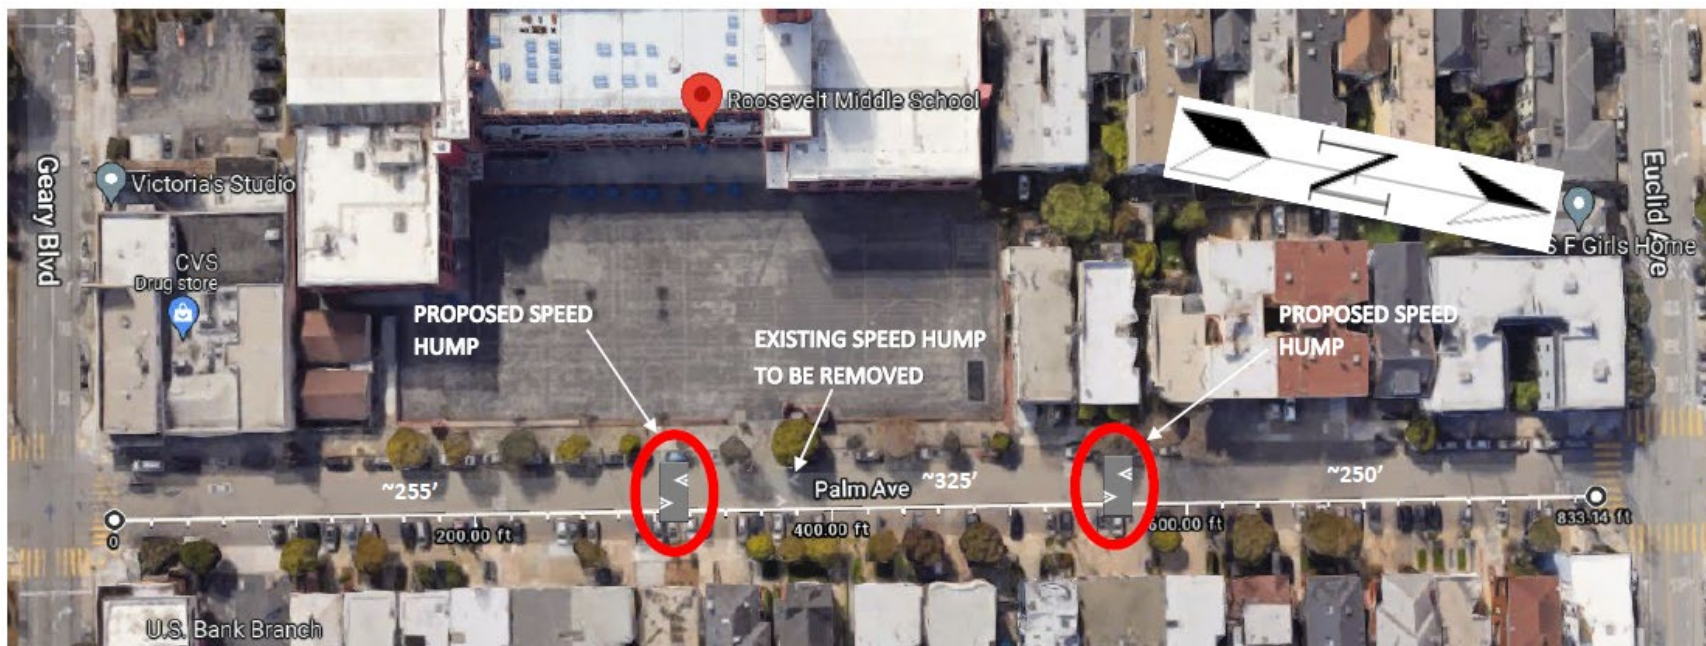 Roosevelt Middle School
Geary Blvd
Victoria's Studio
Euclid Ave
N
S F Girls Home
CVS
Drug store
PROPOSED SPEED
HUMP
EXISTING SPEED HUMP
TO BE REMOVED
PROPOSED SPEED
HUMP
~255'
Palm Ave
~325'
~250'
0
200.00 ft
400.00 ft
600.00 ft
833.14 ft
U.S. Bank Branch